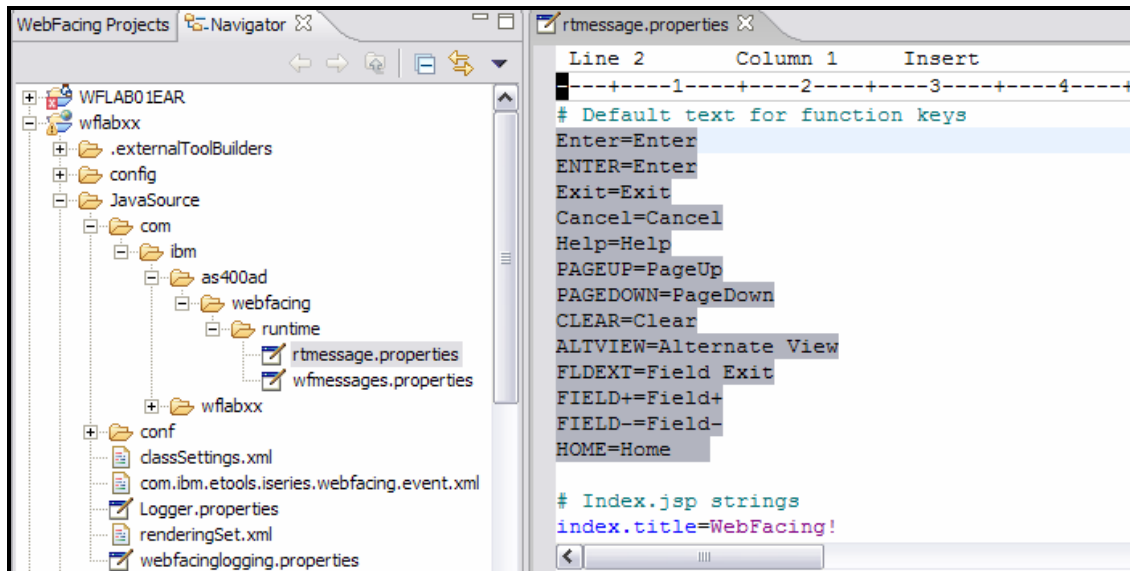 WebFacing Projects
Navigator
WFLAB01EAR
wflabxx
.externalToolBuilders
config
JavaSource
com
ibm
as400ad
webfacing
runtime
rtmessage.properties
wfmessages.properties
wflabxx
conf
classSettings.xml
com.ibm.etools.iseries.webfacing.event.xml
Logger.properties
renderingSet.xml
webfacinglogging.properties
rtmessage.properties
Line 2 Column 1 Insert
----+----1----+----2----+----3----+----4----+
# Default text for function keys
Enter=Enter
ENTER=Enter
Exit=Exit
Cancel=Cancel
Help=Help
PAGEUP=PageUp
PAGEDOWN=PageDown
CLEAR=Clear
ALTVIEW=Alternate View
FLDEXT=Field Exit
FIELD+=Field+
FIELD-=Field-
HOME=Home
# Index.jsp strings
index.title=WebFacing!